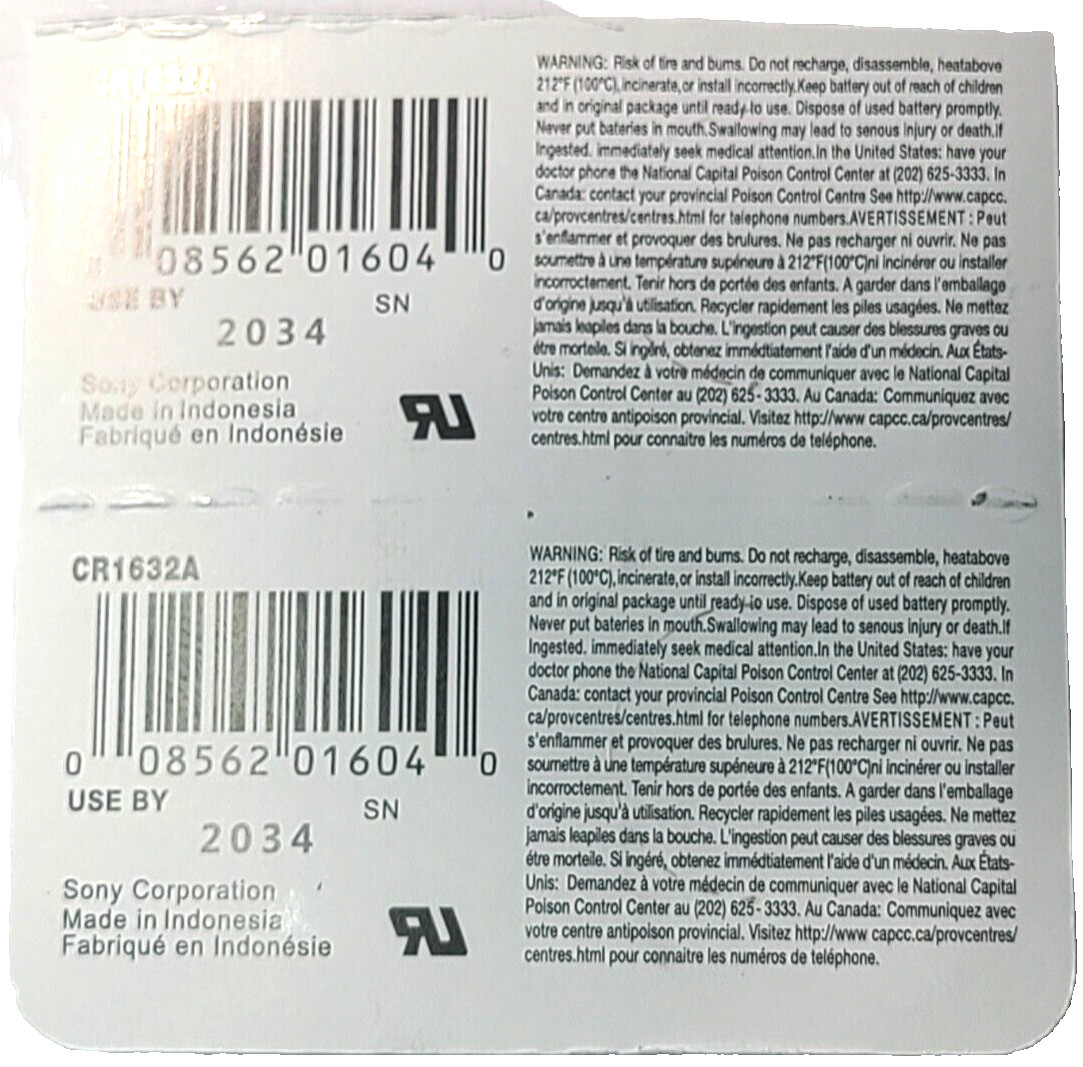 CR1632A
08562 01604 0
USE BY
SN
2034
Sony Corporation
Made in Indonesia
Fabriqué en Indonésie
WARNING: Risk of tire and bums. Do not recharge, disassemble, heatabove
212°F (100°C), incinerate, or install incorrectly.Keep battery out of reach of children
and in original package until ready-to use. Dispose of used battery promptly.
Never put bateries in mouth.Swallowing may lead to senous injury or death.If
Ingested, immediately seek medical attention.In the United States: have your
doctor phone the National Capital Poison Control Center at (202) 625-3333. In
Canada: contact your provincial Poison Control Centre See http://www.capcc.
ca/provcentres/centres.html for telephone numbers.AVERTISSEMENT : Peut
s'enflammer et provoquer des brulures. Ne pas recharger ni ouvrir. Ne pas
soumettre à une température supéneure à 212°F(100°C)ni incinérer ou installer
incorroctement. Tenir hors de portée des enfants. A garder dans l'emballage
d'origine jusqu'à utilisation. Recycler rapidement les piles usagées. Ne mettez
jamais leapiles dans la bouche. L'ingestion peut causer des blessures graves ou
étre morteile. Si ingéré, obtenez immédtiatement l'aide d'un médecin. Aux États-
Unis: Demandez à votre médecin de communiquer avec le National Capital
Poison Control Center au (202) 625-3333. Au Canada: Communiquez avec
votre centre antipoison provincial. Visitez http://www capcc.ca/provcentres/
centres.html pour connaitre les numéros de teléphone.
CR1632A
0 08562 01604 0
USE BY
SN
2034
Sony Corporation
Made in Indonesia
Fabriqué en Indonésie
WARNING: Risk of tire and bums. Do not recharge, disassemble, heatabove
212°F (100°C), incinerate, or install incorrectly.Keep battery out of reach of children
and in original package until ready-io use. Dispose of used battery promptly.
Never put bateries in mouth.Swallowing may lead to senous injury or death.If
Ingested. immediately seek medical attention.In the United States: have your
doctor phone the National Capital Poison Control Center at (202) 625-3333. In
Canada: contact your provincial Poison Control Centre See http://www.capcc.
ca/provcentres/centres.html for telephone numbers.AVERTISSEMENT : Peut
s'enflammer et provoquer des brulures. Ne pas recharger ni ouvrir. Ne pas
soumettre à une température supéneure à 212°F(100°C)ni incinérer ou installer
incorroctement. Tenir hors de portée des enfants. A garder dans l'emballage
d'origine jusqu'à utilisation. Recycler rapidement les piles usagées. Ne mettez
jamais leapiles dans la bouche. L'ingestion peut causer des blessures graves ou
étre morteile. Si ingéré, obtenez immédtiatement l'aide d'un médecin. Aux États-
Unis: Demandez à votre médecin de communiquer avec le National Capital
Poison Control Center au (202) 625-3333. Au Canada: Communiquez avec
votre centre antipoison provincial. Visitez http://www capcc.ca/provcentres/
centres.html pour connaitre les numéros de teléphone.